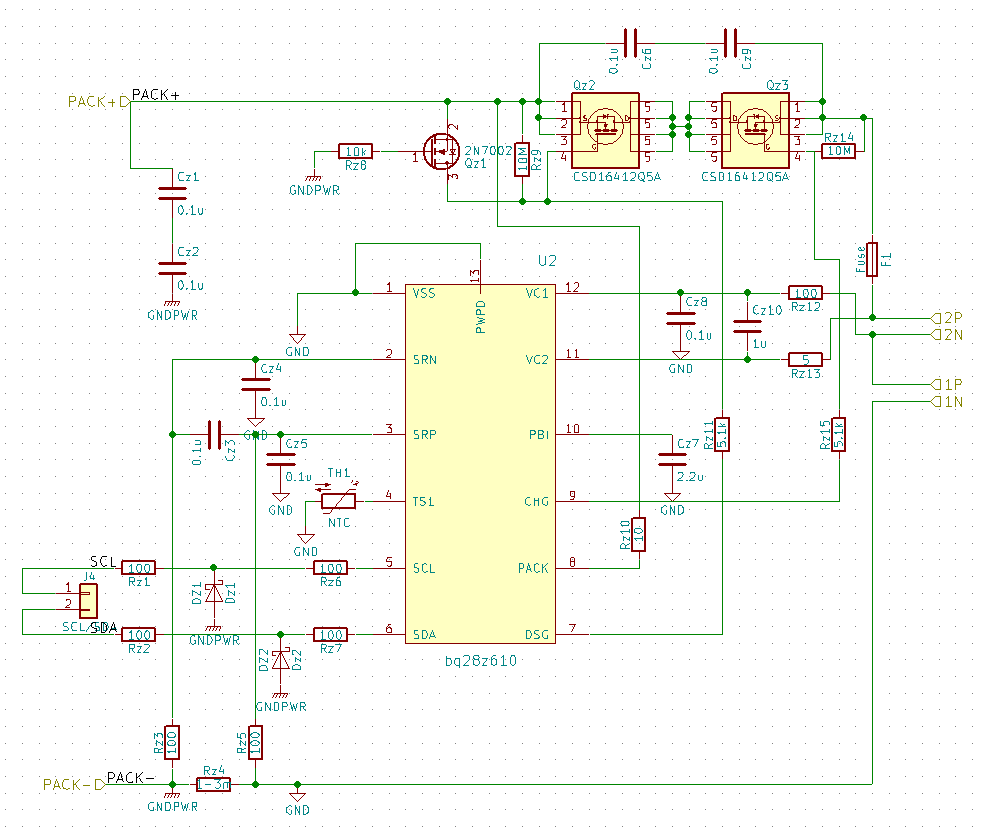 0.1u Cz6 0.1u Cz9
Qz2 Qz3
PACK+ PACK+
1 5 5 1
2 5 5 2
3 5 5 3
4 5 5 4
S D G D S G
CSD16412Q5A CSD16412Q5A
Rz14
10M
2
2N7002
1 Qz1
3
10k
Rz8
GNDPWR
10M Rz9
Cz1
0.1u
Cz2
0.1u
GNDPWR
Fuse F1
U2
13
PWPD
1 VSS VC1 12
GND
Cz8
0.1u
GND
Cz10
1u
100
Rz12
2P
2N
2 SRN VC2 11
5
Rz13
Cz4
0.1u
GND
1P
1N
3 SRP PBI 10
0.1u Cz3
Cz5
0.1u
GND
Cz7
2.2u
GND
Rz11 5.1k
Rz15 5.1k
TH1
NTC
GND
4 TS1 CHG 9
Rz10 10
SCL
J4
1
2
SCL/SDA
SDA
100
Rz1
100
Rz6
5 SCL PACK 8
DZ1 Dz1
GNDPWR
100
Rz2
100
Rz7
6 SDA DSG 7
DZ2 Dz2
GNDPWR
bq28z610
Rz3 100
Rz5 100
Rz4
1-3m
PACK- PACK-
GNDPWR
GND